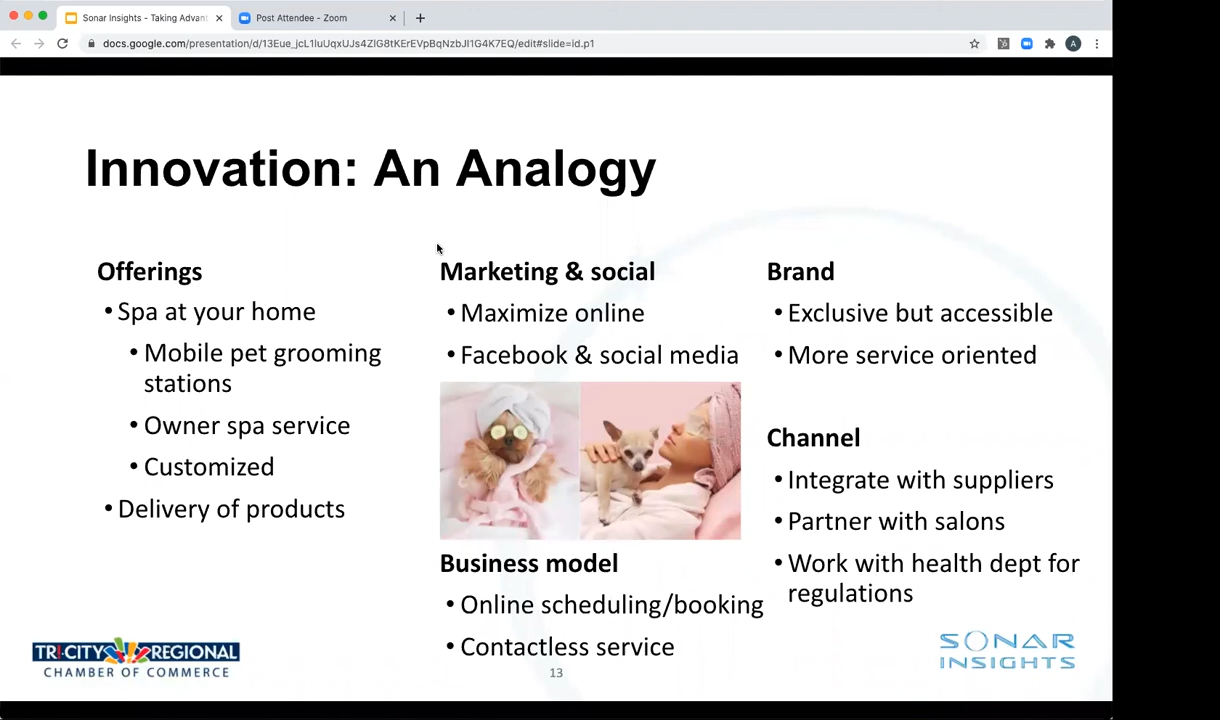 Sonar Insights - Taking Advant
Post Attendee - Zoom
docs.google.com/presentation/d/13Eue_jcL1luUqxUJs4ZlG8tKErEVpBqNzbJl1G4K7EQ/edit#slide=id.p1
A
Innovation: An Analogy
Offerings
• Spa at your home
• Mobile pet grooming
stations
• Owner spa service
• Customized
• Delivery of products
Marketing & social
• Maximize online
• Facebook & social media
Business model
• Online scheduling/booking
• Contactless service
Brand
• Exclusive but accessible
• More service oriented
Channel
• Integrate with suppliers
• Partner with salons
• Work with health dept for
regulations
TRI-CITY REGIONAL
CHAMBER OF COMMERCE
13
SONAR
INSIGHTS